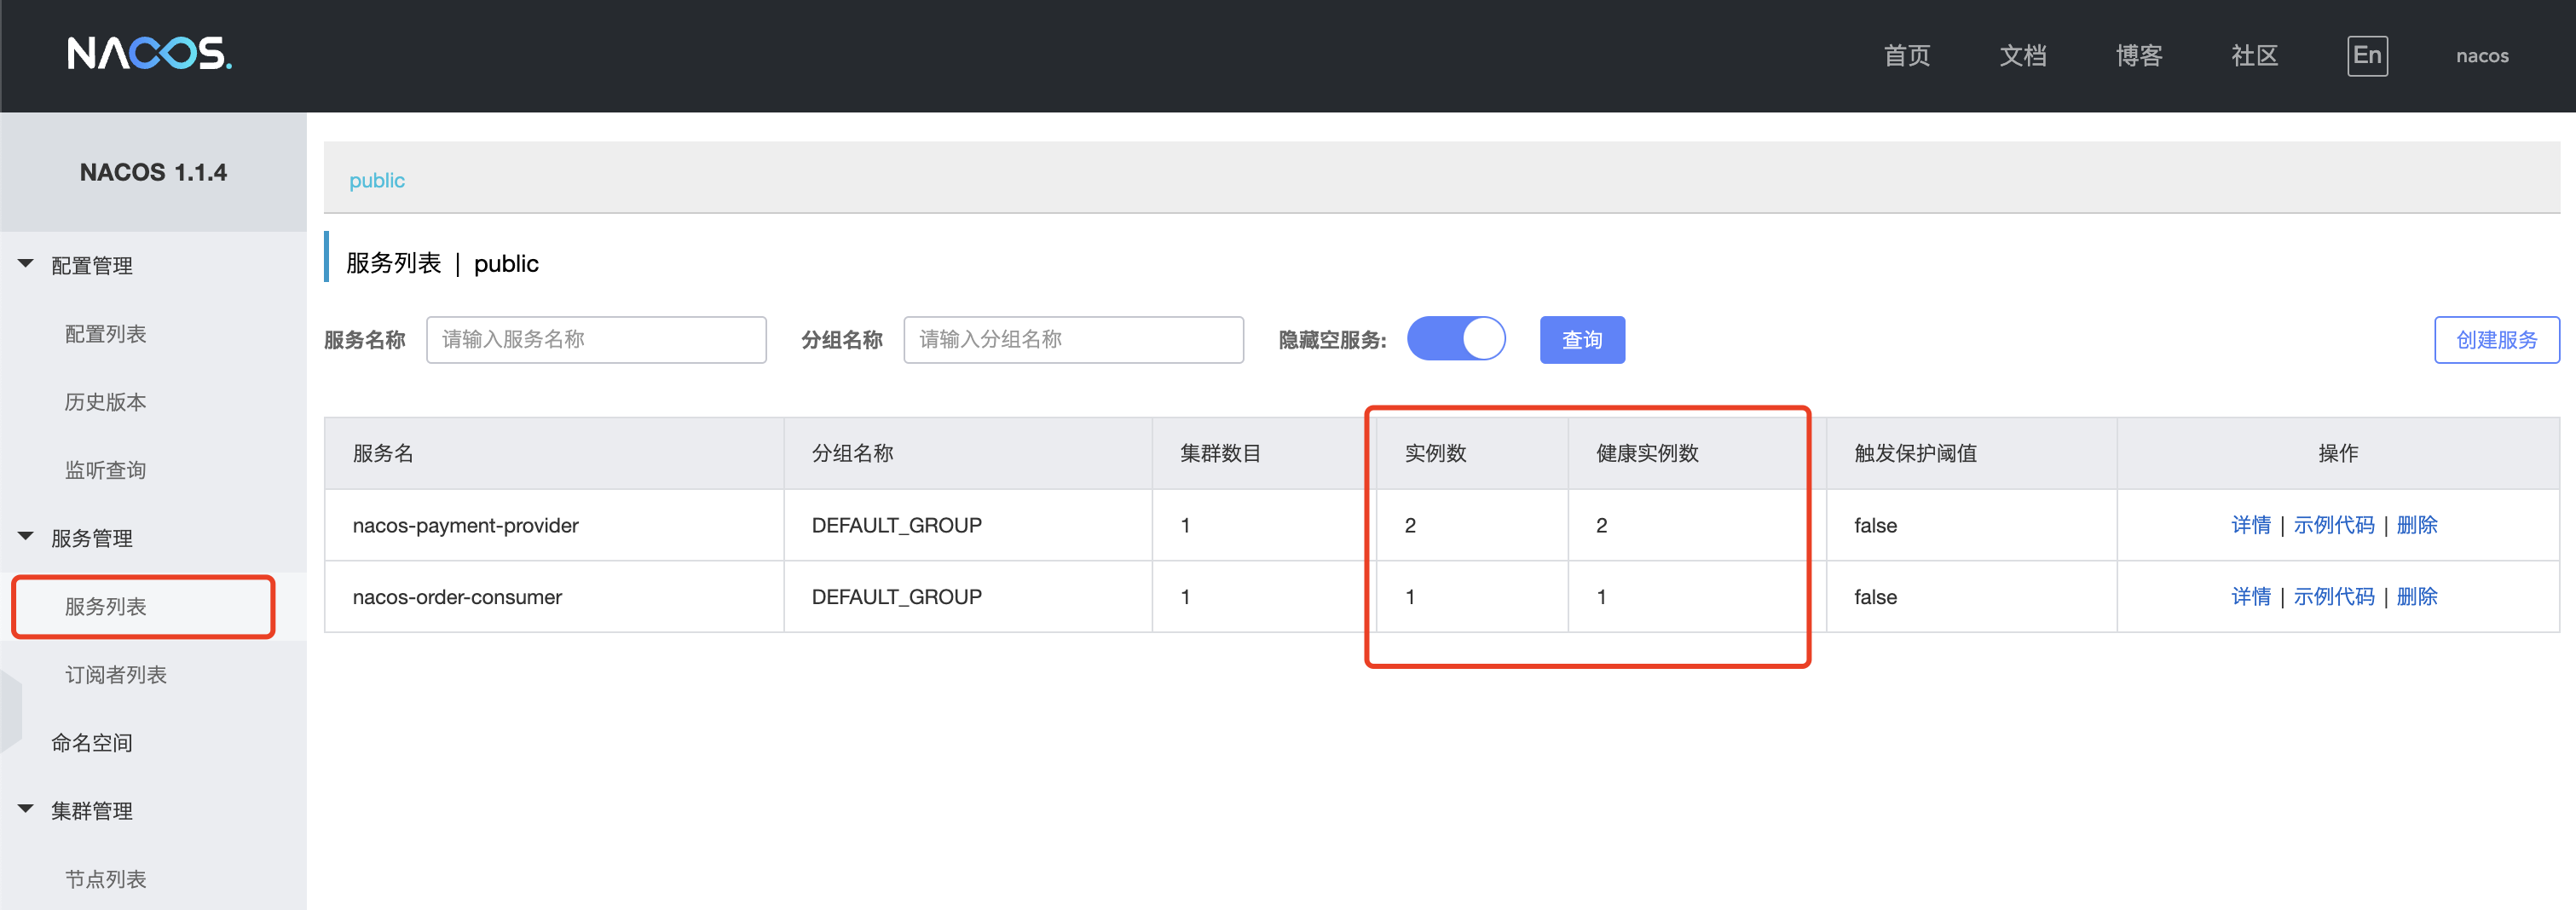 NACOS.
首页 文档 博客 社区 En nacos
NACOS 1.1.4
配置管理
配置列表
历史版本
监听查询
服务管理
服务列表
订阅者列表
命名空间
集群管理
节点列表
public
服务列表 | public
服务名称 请输入服务名称 分组名称 请输入分组名称 隐藏空服务: 查询 创建服务
服务名 分组名称 集群数目 实例数 健康实例数 触发保护阈值 操作
nacos-payment-provider DEFAULT_GROUP 1 2 2 false 详情 | 示例代码 | 删除
nacos-order-consumer DEFAULT_GROUP 1 1 1 false 详情 | 示例代码 | 删除